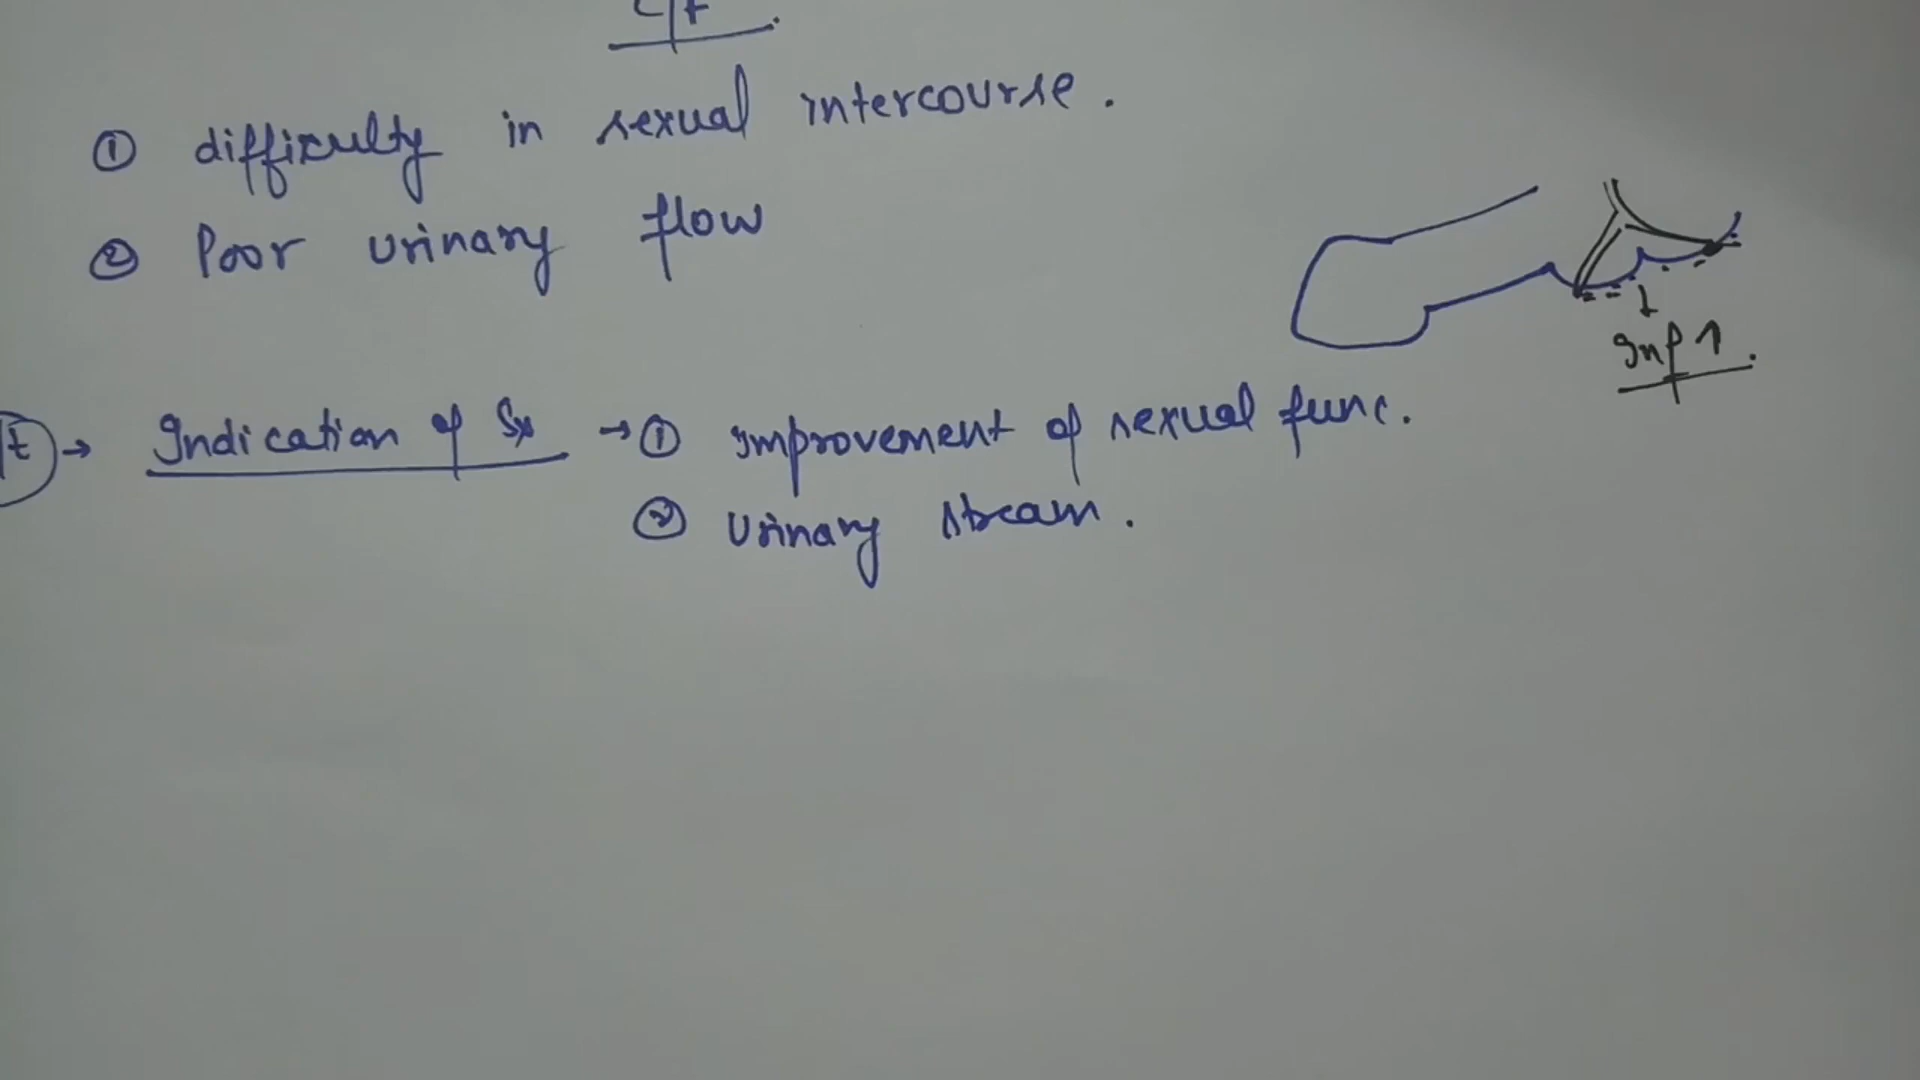 C/F.
① difficulty in sexual intercourse.
② Poor urinary flow
Inf ↑.
t → Indication of Sx → ① improvement of sexual func.
② Urinary stream.